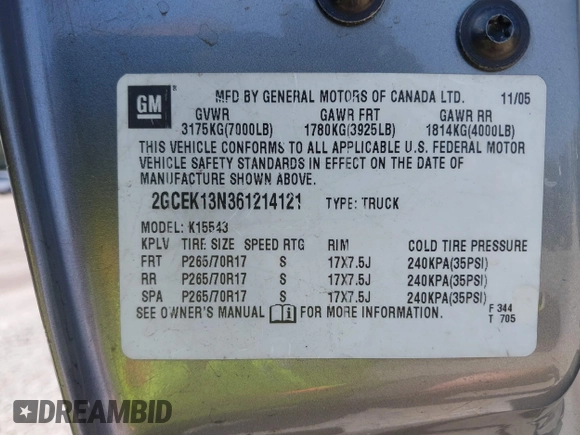 GM
MFD BY GENERAL MOTORS OF CANADA LTD. 11/05
GVWR GAWR FRT GAWR RR
3175KG(7000LB) 1780KG(3925LB) 1814KG(4000LB)
THIS VEHICLE CONFORMS TO ALL APPLICABLE U.S. FEDERAL MOTOR
VEHICLE SAFETY STANDARDS IN EFFECT ON THE DATE OF
MANUFACTURE SHOWN ABOVE.
2GCEK13N361214121 TYPE: TRUCK
MODEL: K15543
KPLV TIRE SIZE SPEED RTG RIM COLD TIRE PRESSURE
FRT P265/70R17 S 17X7.5J 240KPA(35PSI)
RR P265/70R17 S 17X7.5J 240KPA(35PSI)
SPA P265/70R17 S 17X7.5J 240KPA(35PSI)
SEE OWNER'S MANUAL FOR MORE INFORMATION.
F 344
T 705
DREAMBID